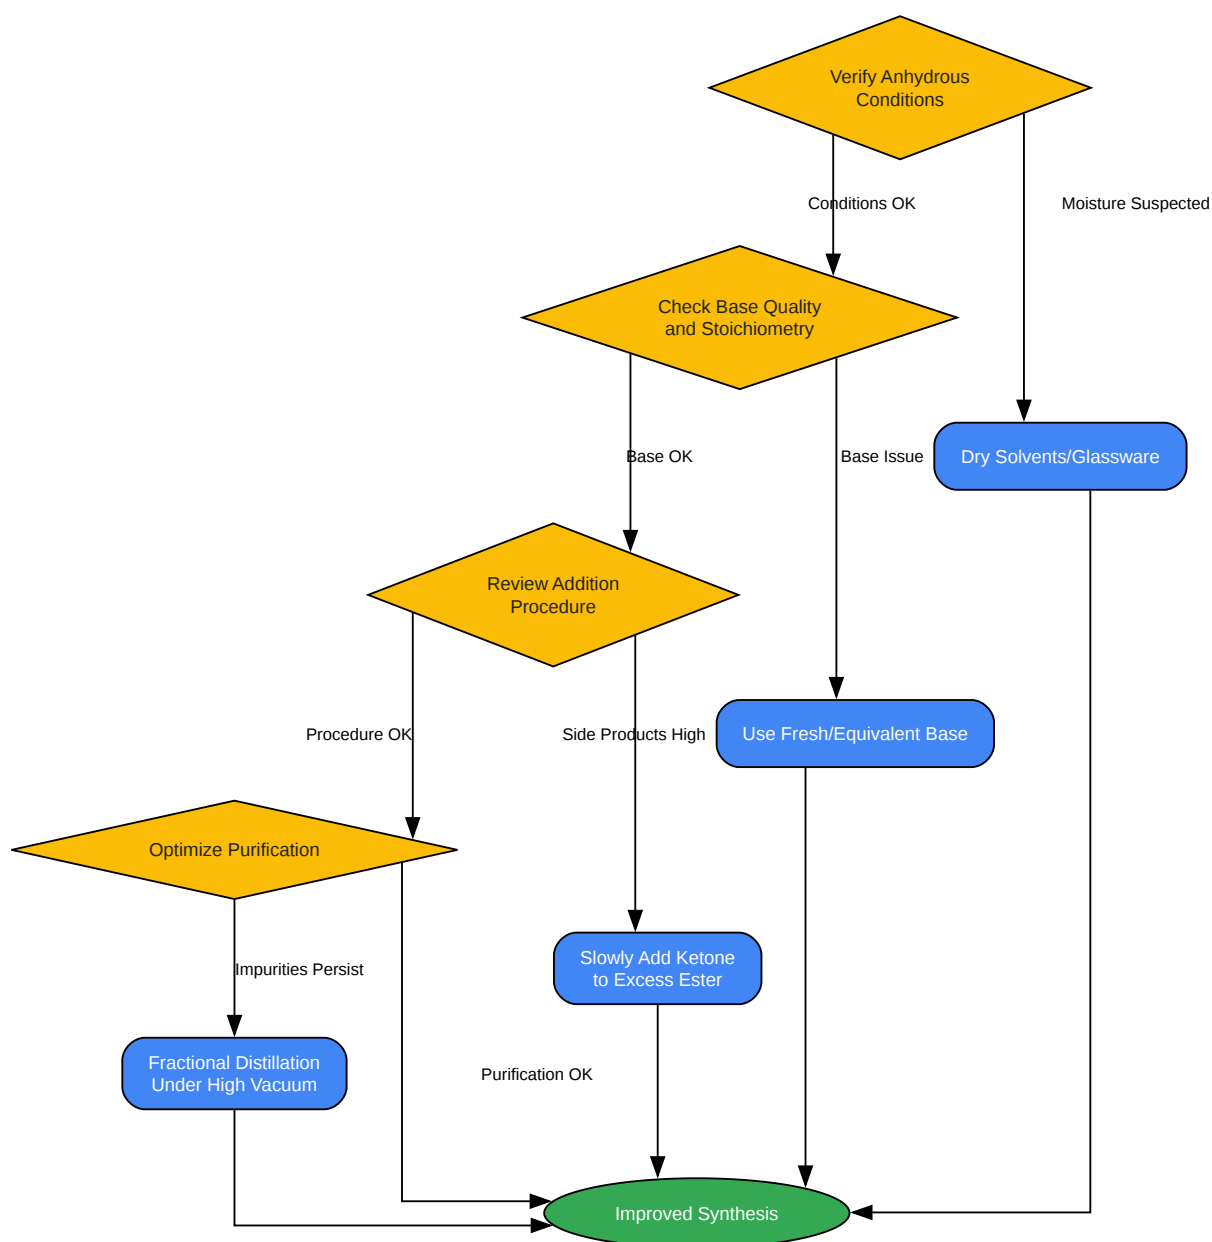 Verify Anhydrous
Conditions
Conditions OK
Moisture Suspected
Check Base Quality
and Stoichiometry
Base OK
Base Issue
Dry Solvents/Glassware
Review Addition
Procedure
Procedure OK
Side Products High
Use Fresh/Equivalent Base
Optimize Purification
Slowly Add Ketone
to Excess Ester
Impurities Persist
Fractional Distillation
Under High Vacuum
Purification OK
Improved Synthesis